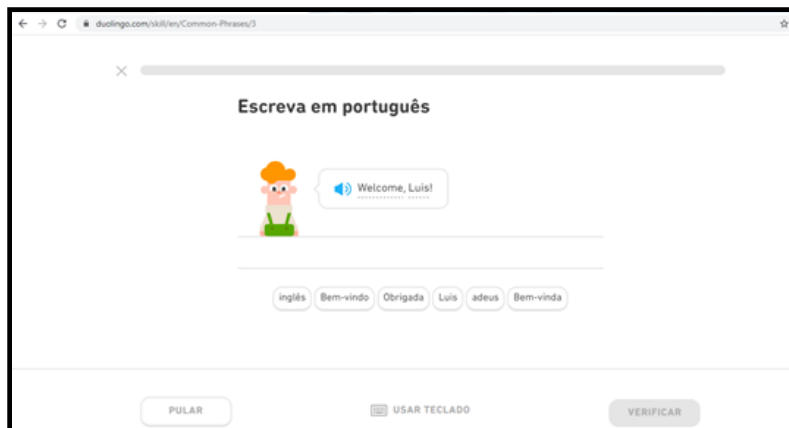 duolingo.com/skill/en/Common-Phrases/3
Escreva em português
Welcome, Luis!
inglês Bem-vindo Obrigada Luis adeus Bem-vinda
PULAR USAR TECLADO VERIFICAR